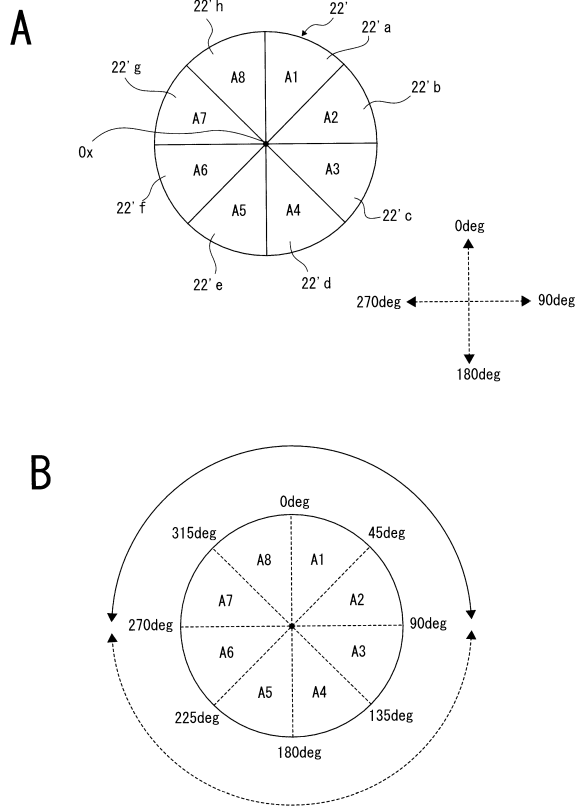 A
22'h
22'
22'a
22'g
22'b
A8
A1
A7
A2
Ox
A6
A3
A5
A4
22'f
22'c
22'e
22'd
0deg
270deg
90deg
180deg
B
0deg
315deg
45deg
A8
A1
A7
A2
270deg
90deg
A6
A3
A5
A4
225deg
135deg
180deg